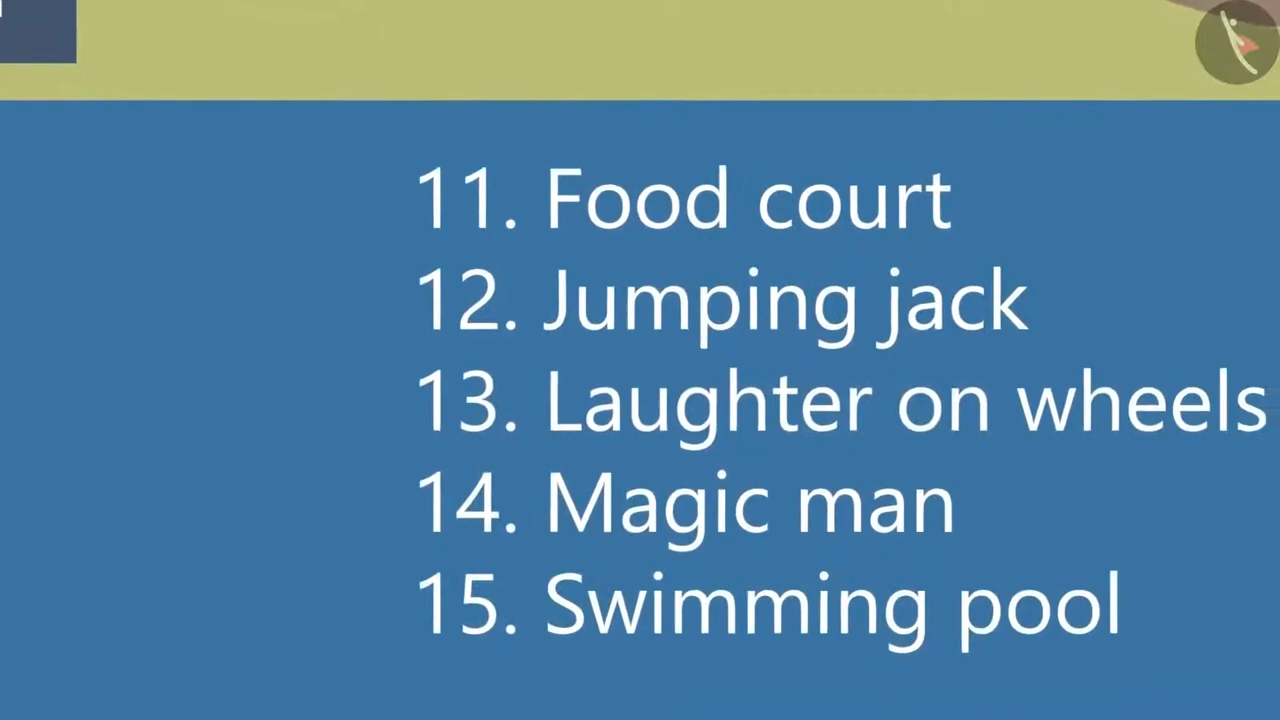 11. Food court
12. Jumping jack
13. Laughter on wheels
14. Magic man
15. Swimming pool